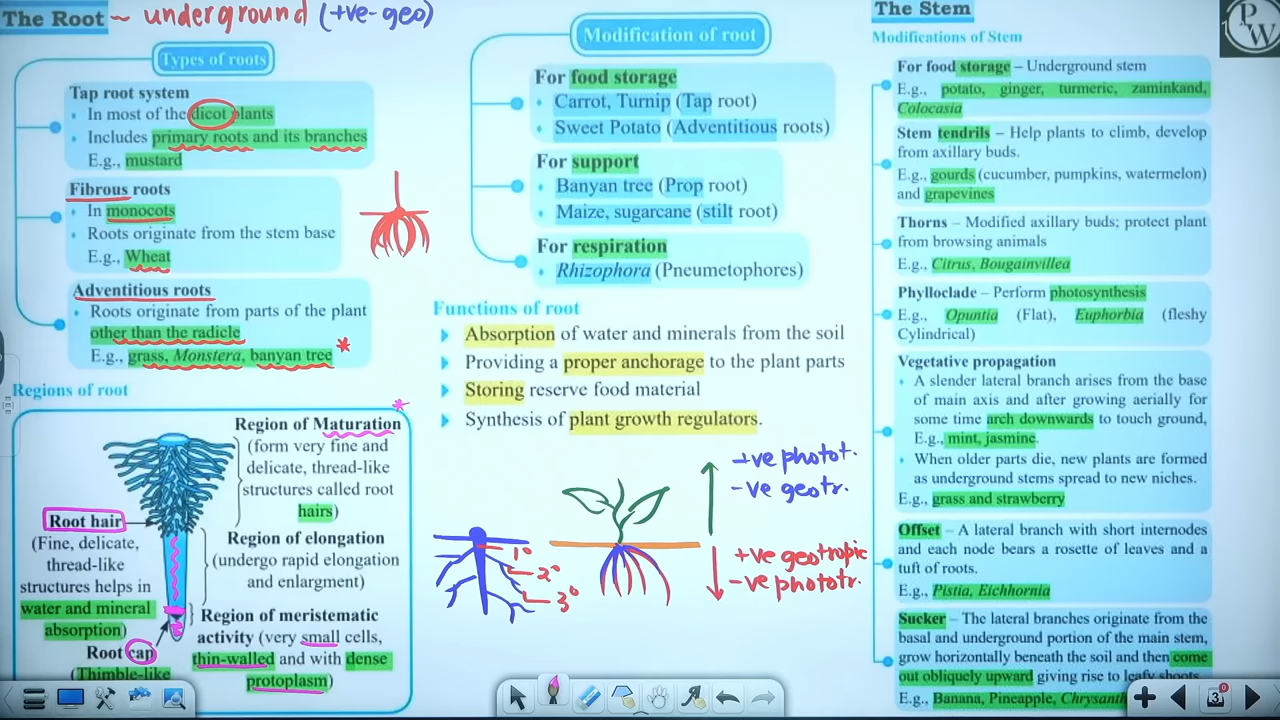 The Root ~ underground (+ve-geo)
Types of roots
Tap root system
In most of the dicot plants
Includes primary roots and its branches
E.g., mustard
Fibrous roots
In monocots
Roots originate from the stem base
E.g., Wheat
Adventitious roots
Roots originate from parts of the plant
other than the radicle
E.g., grass, Monstera, banyan tree *
Regions of root
Region of Maturation *
(form very fine and
delicate, thread-like
structures called root
hairs)
Root hair
(Fine, delicate,
thread-like
structures helps in
water and mineral
absorption)
Region of elongation
(undergo rapid elongation
and enlargment)
Region of meristematic
activity (very small cells,
thin-walled and with dense
protoplasm)
Root cap
(Thimble-like
Modification of root
For food storage
Carrot, Turnip (Tap root)
Sweet Potato (Adventitious roots)
For support
Banyan tree (Prop root)
Maize, sugarcane (stilt root)
For respiration
Rhizophora (Pneumetophores)
Functions of root
Absorption of water and minerals from the soil
Providing a proper anchorage to the plant parts
Storing reserve food material
Synthesis of plant growth regulators.
1°
2°
3°
+ve photot.
-ve geotr.
+ve geotropic
-ve phototr.
The Stem
PW
Modifications of Stem
For food storage – Underground stem
E.g., potato, ginger, turmeric, zaminkand,
Colocasia
Stem tendrils – Help plants to climb, develop
from axillary buds.
E.g., gourds (cucumber, pumpkins, watermelon)
and grapevines
Thorns – Modified axillary buds; protect plant
from browsing animals
E.g., Citrus, Bougainvillea
Phylloclade – Perform photosynthesis
E.g., Opuntia (Flat), Euphorbia (fleshy
Cylindrical)
Vegetative propagation
A slender lateral branch arises from the base
of main axis and after growing aerially for
some time arch downwards to touch ground,
E.g., mint, jasmine.
When older parts die, new plants are formed
as underground stems spread to new niches.
E.g., grass and strawberry
Offset – A lateral branch with short internodes
and each node bears a rosette of leaves and a
tuft of roots.
E.g., Pistia, Eichhornia
Sucker – The lateral branches originate from the
basal and underground portion of the main stem,
grow horizontally beneath the soil and then come
out obliquely upward giving rise to leafy shoots.
E.g., Banana, Pineapple, Chrysanth
3
0